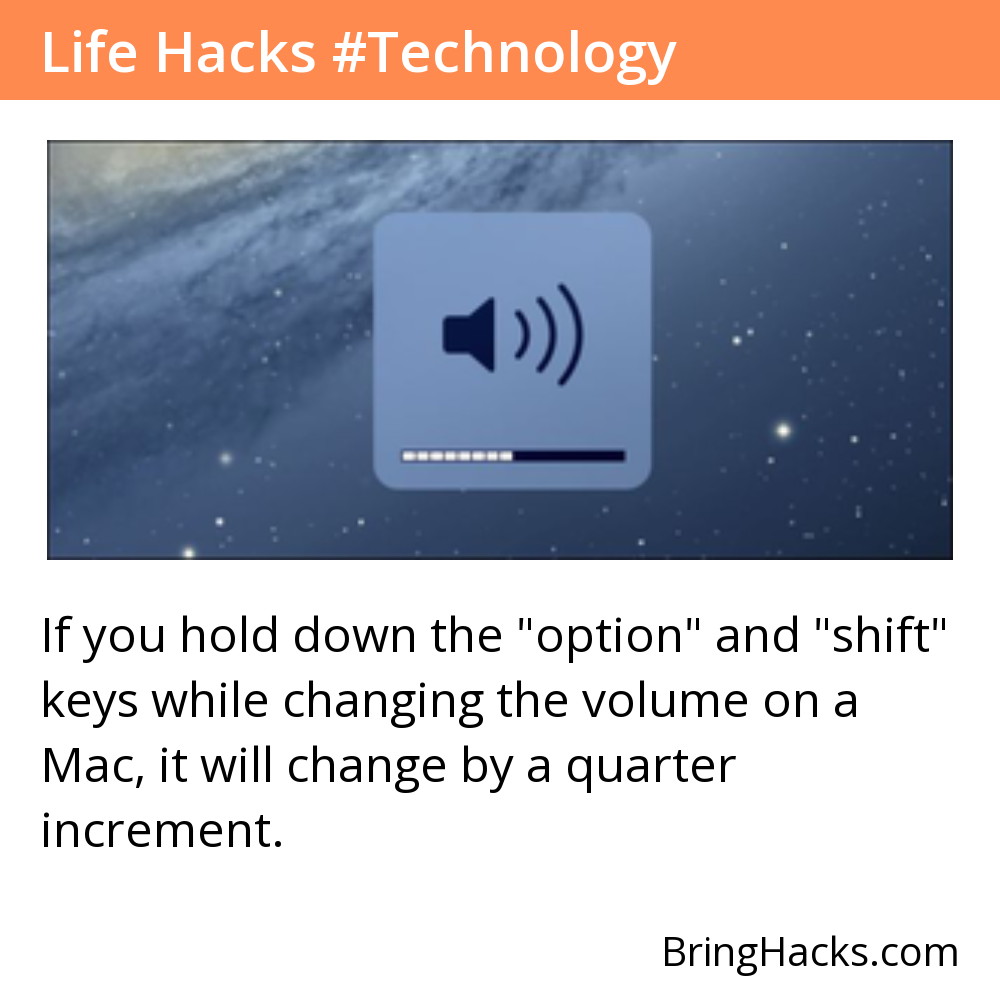 Life Hacks #Technology
If you hold down the "option" and "shift"
keys while changing the volume on a
Mac, it will change by a quarter
increment.
BringHacks.com